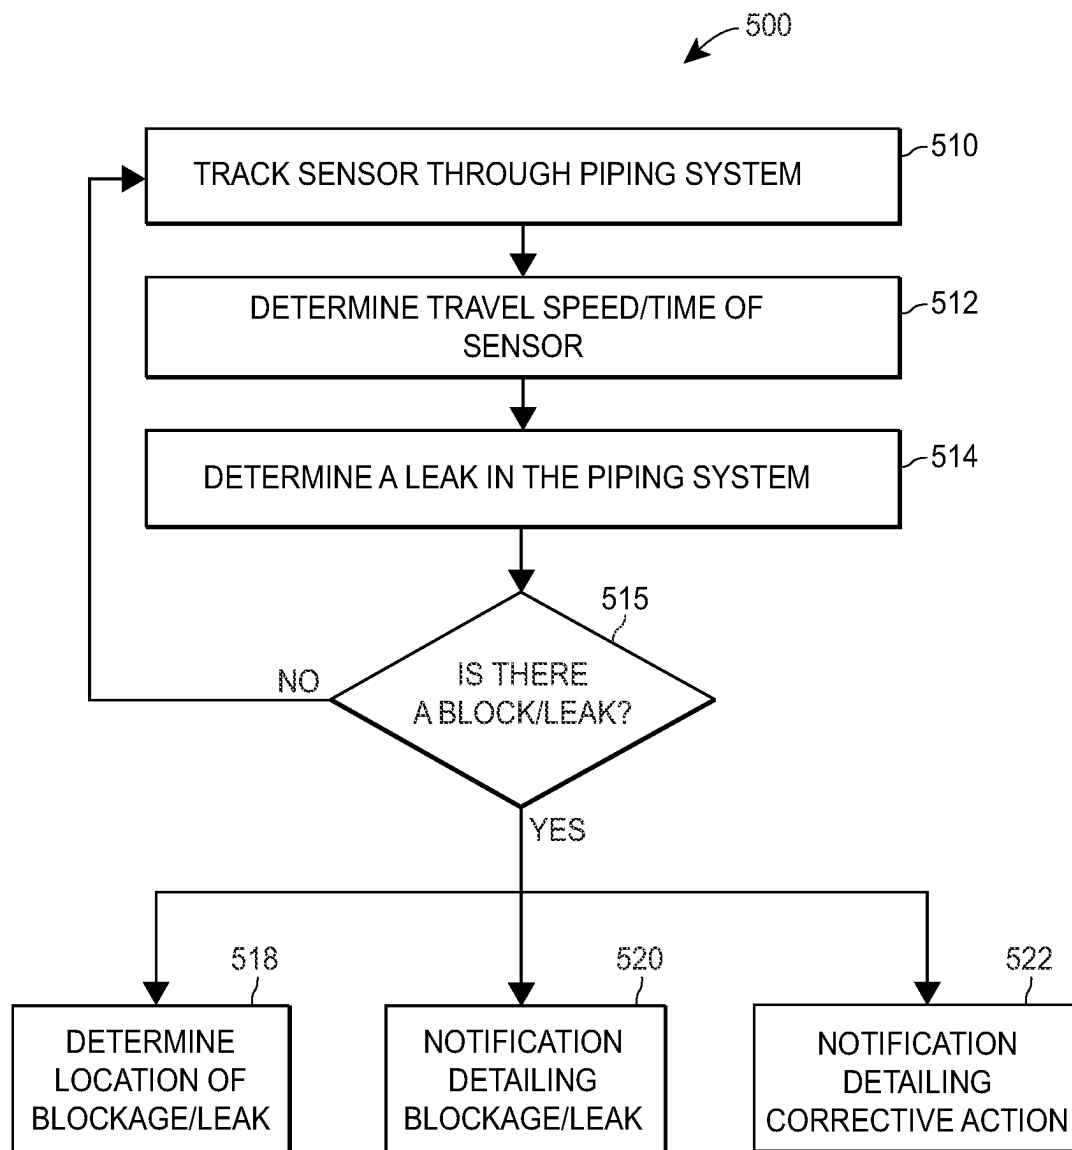 500
TRACK SENSOR THROUGH PIPING SYSTEM
510
DETERMINE TRAVEL SPEED/TIME OF
SENSOR
512
DETERMINE A LEAK IN THE PIPING SYSTEM
514
515
IS THERE
A BLOCK/LEAK?
NO
YES
518
DETERMINE
LOCATION OF
BLOCKAGE/LEAK
520
NOTIFICATION
DETAILING
BLOCKAGE/LEAK
522
NOTIFICATION
DETAILING
CORRECTIVE ACTION